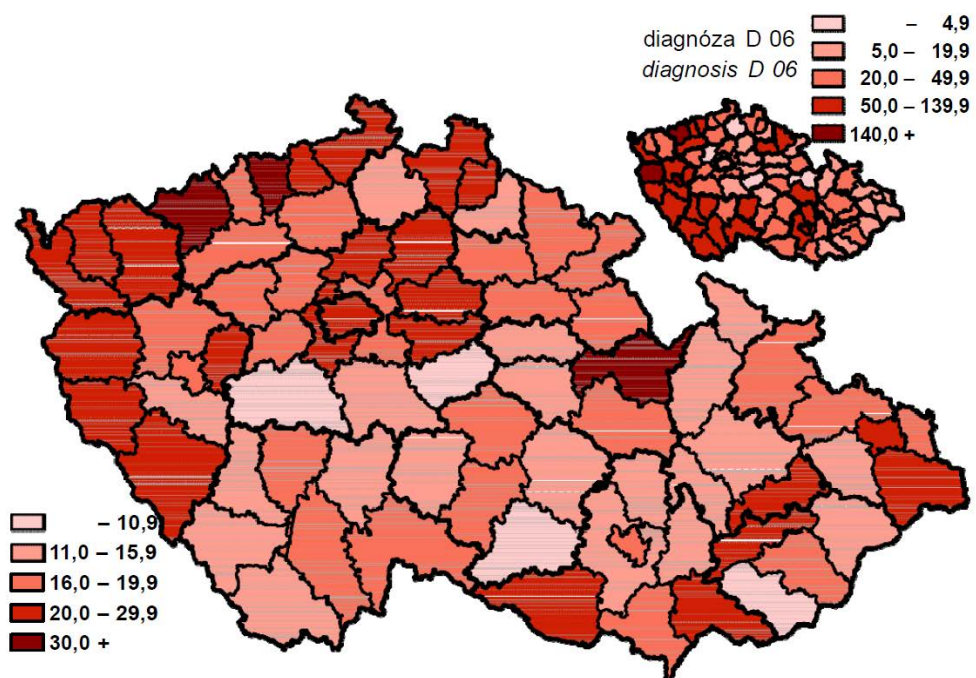 diagnóza D 06
diagnosis D 06
– 4,9
5,0 – 19,9
20,0 – 49,9
50,0 – 139,9
140,0 +
– 10,9
11,0 – 15,9
16,0 – 19,9
20,0 – 29,9
30,0 +